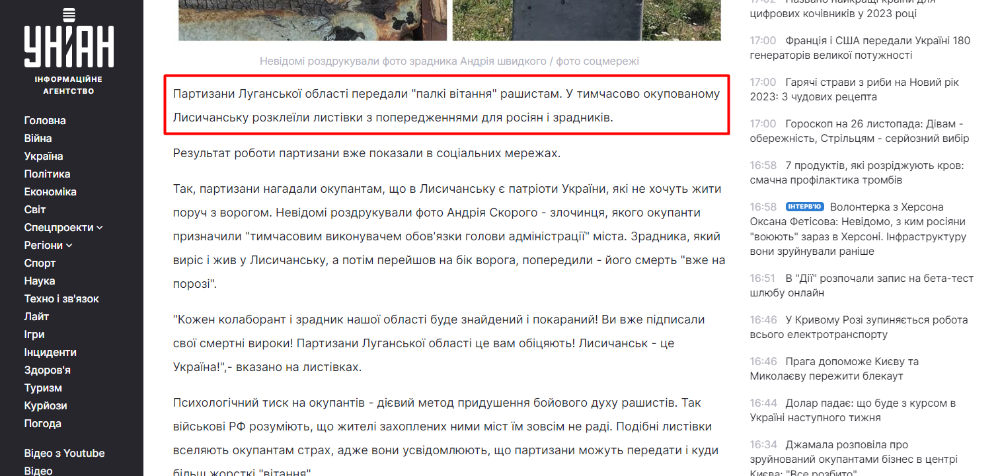 УНІАН
ІНФОРМАЦІЙНЕ
АГЕНТСТВО
Головна
Війна
Україна
Політика
Економіка
Світ
Спецпроекти
Регіони
Спорт
Наука
Техно і зв'язок
Лайт
Ігри
Інциденти
Здоров'я
Туризм
Курйози
Погода
Відео з Youtube
Відео
Невідомі роздрукували фото зрадника Андрія швидкого / фото соцмережі
Партизани Луганської області передали "палкі вітання" рашистам. У тимчасово окупованому
Лисичанську розклеїли листівки з попередженнями для росіян і зрадників.
Результат роботи партизани вже показали в соціальних мережах.
Так, партизани нагадали окупантам, що в Лисичанську є патріоти України, які не хочуть жити
поруч з ворогом. Невідомі роздрукували фото Андрія Скорого - злочинця, якого окупанти
призначили "тимчасовим виконувачем обов'язки голови адміністрації" міста. Зрадника, який
виріс і жив у Лисичанську, а потім перейшов на бік ворога, попередили - його смерть "вже на
порозі".
"Кожен колаборант і зрадник нашої області буде знайдений і покараний! Ви вже підписали
свої смертні вироки! Партизани Луганської області це вам обіцяють! Лисичанськ - це
Україна!",- вказано на листівках.
Психологічний тиск на окупантів - дієвий метод придушення бойового духу рашистів. Так
військові РФ розуміють, що жителі захоплених ними міст їм зовсім не раді. Подібні листівки
вселяють окупантам страх, адже вони усвідомлюють, що партизани можуть передати і куди
більш жорсткі "вітання".
17:02 Названо найкращі країни для
цифрових кочівників у 2023 році
17:00 Франція і США передали Україні 180
генераторів великої потужності
17:00 Гарячі страви з риби на Новий рік
2023: 3 чудових рецепта
17:00 Гороскоп на 26 листопада: Дівам -
обережність, Стрільцям - серйозний вибір
16:58 7 продуктів, які розріджують кров:
смачна профілактика тромбів
16:58 ІНТЕРВ'Ю Волонтерка з Херсона
Оксана Фетісова: Невідомо, з ким росіяни
"воюють" зараз в Херсоні. Інфраструктуру
вони зруйнували раніше
16:51 В "Дії" розпочали запис на бета-тест
шлюбу онлайн
16:46 У Кривому Розі зупиняється робота
всього електротранспорту
16:46 Прага допоможе Києву та
Миколаєву пережити блекаут
16:44 Долар падає: що буде з курсом в
Україні наступного тижня
16:34 Джамала розповіла про
зруйнований окупантами бізнес в центрі
Києва: "Все розбито"